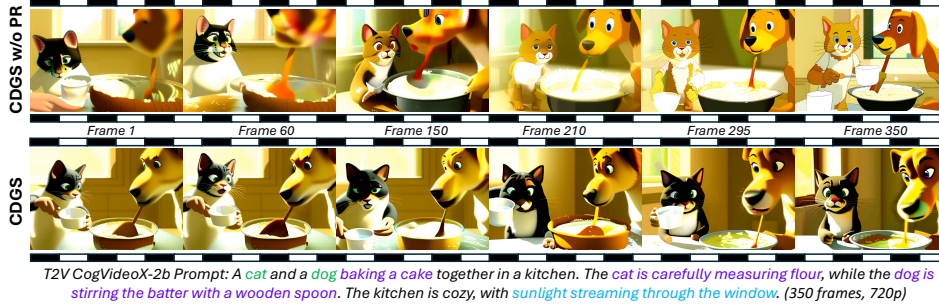 CDGS w/o PR
Frame 1 Frame 60 Frame 150 Frame 210 Frame 295 Frame 350
CDGS
T2V CogVideoX-2b Prompt: A cat and a dog baking a cake together in a kitchen. The cat is carefully measuring flour, while the dog is
stirring the batter with a wooden spoon. The kitchen is cozy, with sunlight streaming through the window. (350 frames, 720p)